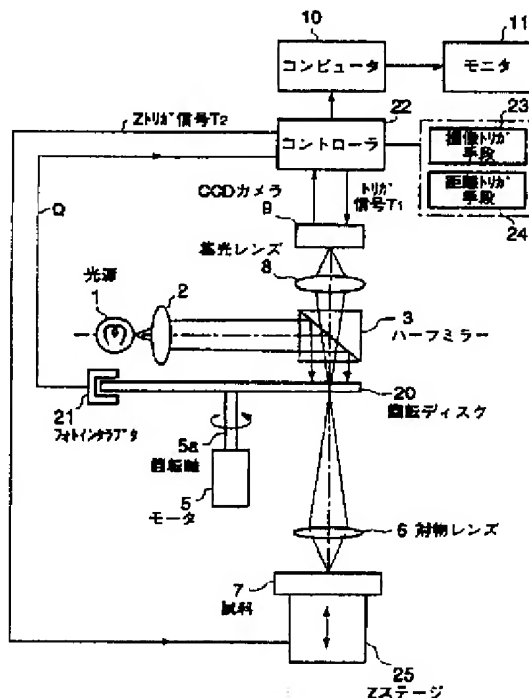 10
コンピュータ
11
モニタ
Zトリガ信号T2
22
コントローラ
23
撮像トリガ
手段
距離トリガ
手段
24
CCDカメラ
9
トリガ
信号T1
Q
集光レンズ
8
光源
1
2
3
ハーフミラー
21
フォトインタラプタ
20
回転ディスク
5a
回転軸
5
モータ
6 対物レンズ
7
試料
25
Zステージ